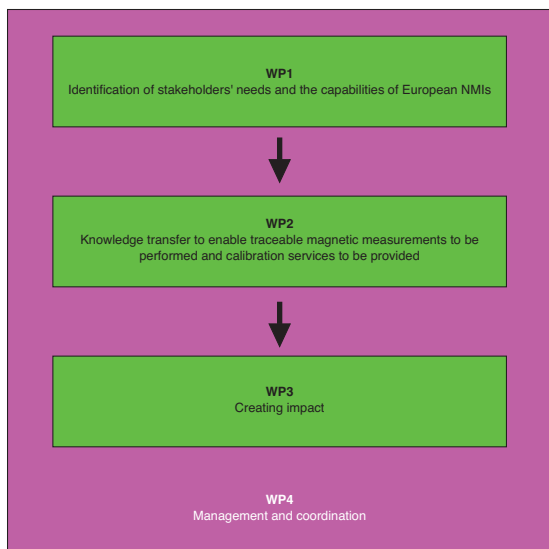 WP1
Identification of stakeholders' needs and the capabilities of European NMIs
WP2
Knowledge transfer to enable traceable magnetic measurements to be
performed and calibration services to be provided
WP3
Creating impact
WP4
Management and coordination